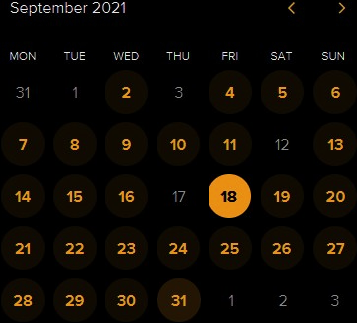 September 2021
MON TUE WED THU FRI SAT SUN
31 1 2 3 4 5 6
7 8 9 10 11 12 13
14 15 16 17 18 19 20
21 22 23 24 25 26 27
28 29 30 31 1 2 3